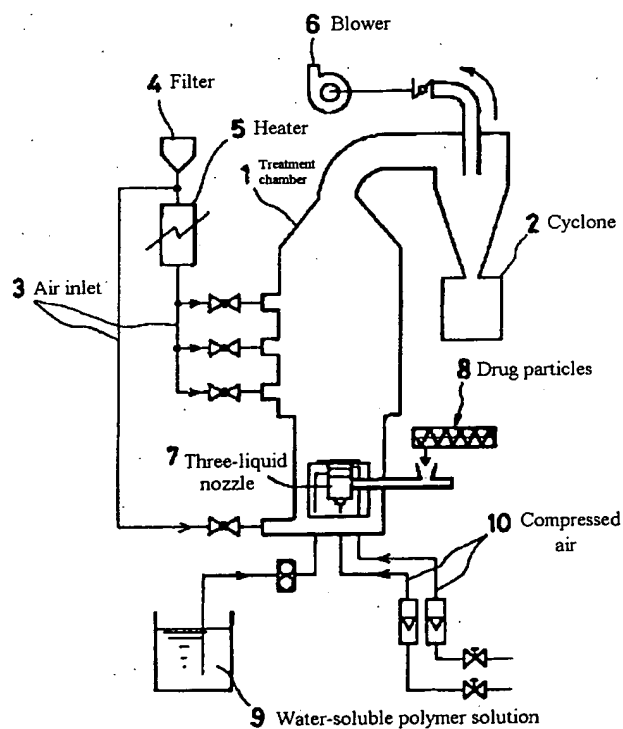 6 Blower
4 Filter
5 Heater
1 Treatment
chamber
2 Cyclone
3 Air inlet
8 Drug particles
7 Three-liquid
nozzle
10 Compressed
air
9 Water-soluble polymer solution